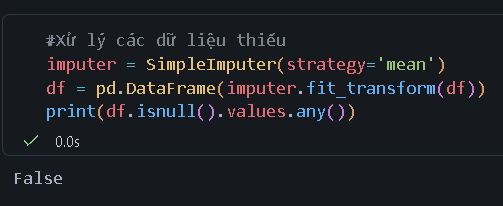 #Xử lý các dữ liệu thiếu
imputer = SimpleImputer(strategy='mean')
df = pd.DataFrame(imputer.fit_transform(df))
print(df.isnull().values.any())
0.0s
False